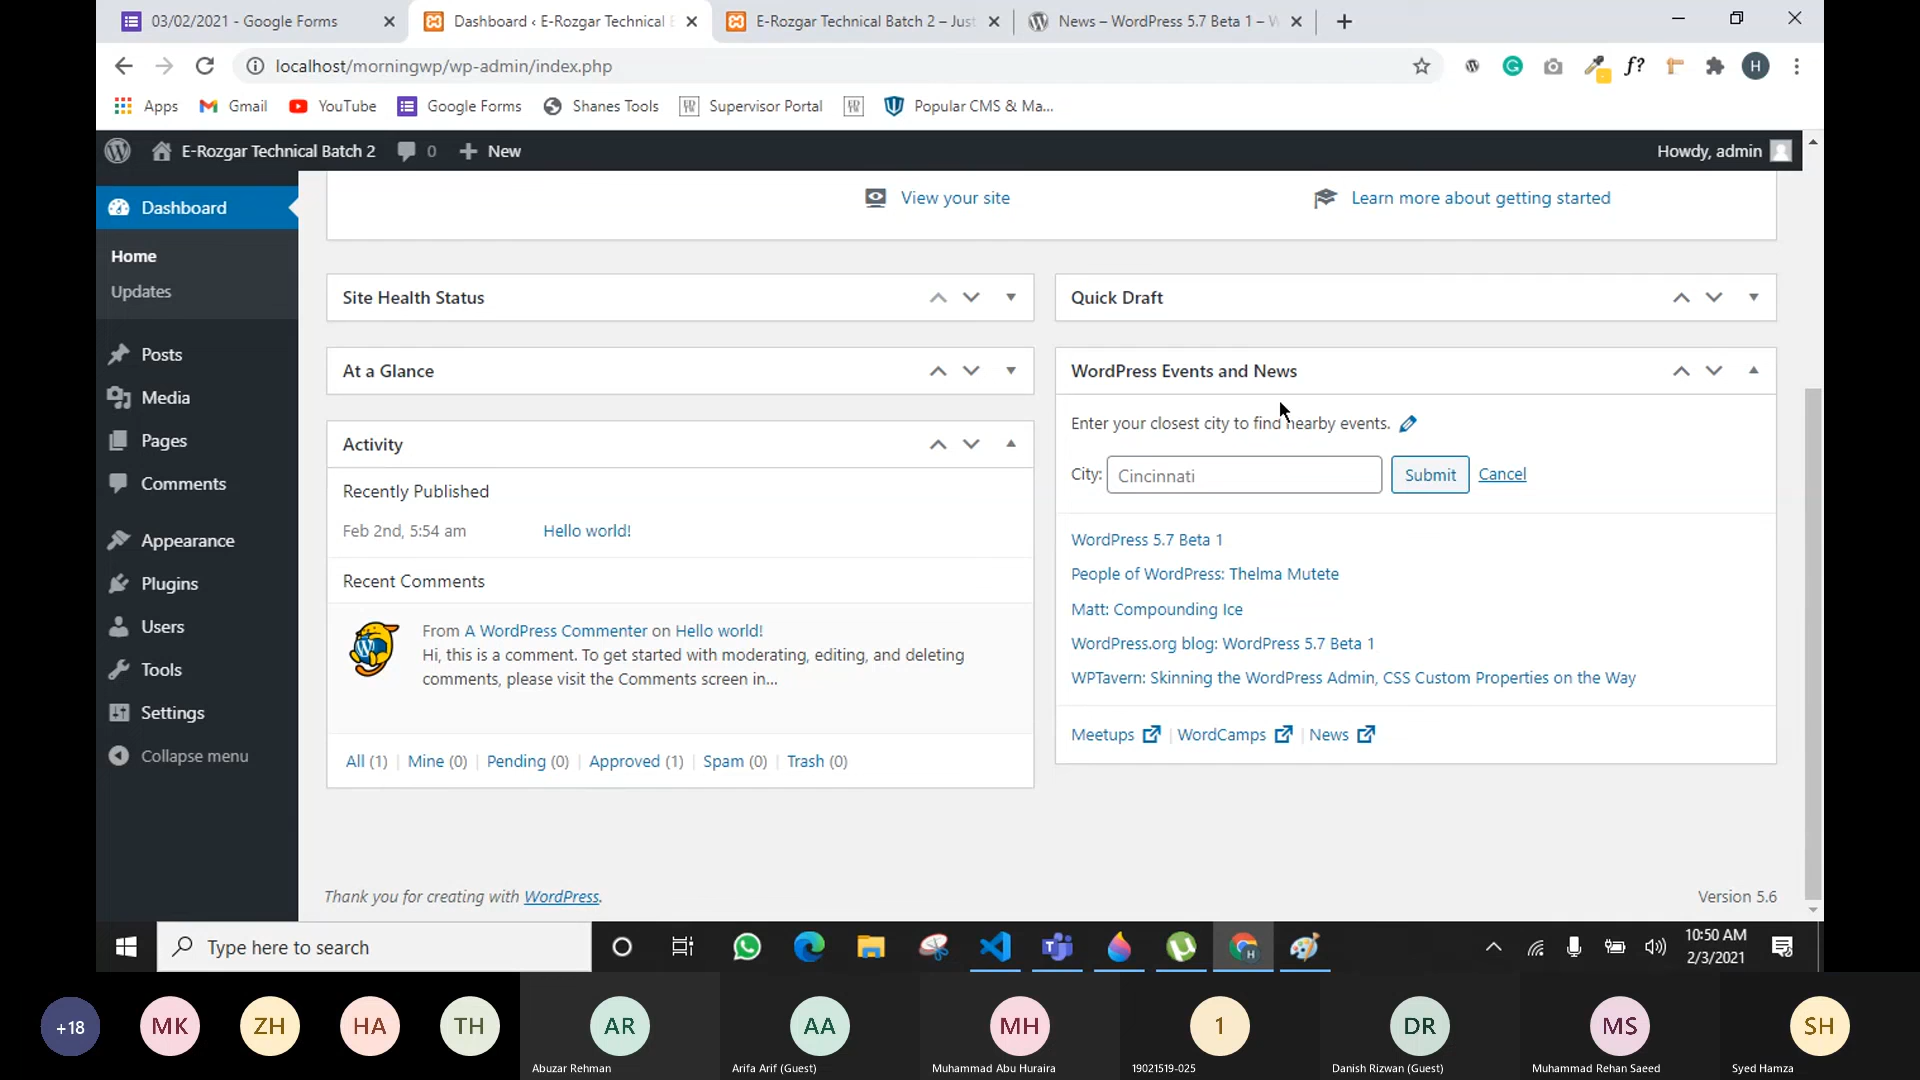 03/02/2021 - Google Forms
Dashboard ‹ E-Rozgar Technical
E-Rozgar Technical Batch 2 – Just
News – WordPress 5.7 Beta 1 –
localhost/morningwp/wp-admin/index.php
f?
H
Apps
Gmail
YouTube
Google Forms
Shanes Tools
Supervisor Portal
Popular CMS & Ma...
E-Rozgar Technical Batch 2
0
New
Howdy, admin
Dashboard
Home
Updates
Posts
Media
Pages
Comments
Appearance
Plugins
Users
Tools
Settings
Collapse menu
View your site
Learn more about getting started
Site Health Status
At a Glance
Activity
Recently Published
Feb 2nd, 5:54 am
Hello world!
Recent Comments
From A WordPress Commenter on Hello world!
Hi, this is a comment. To get started with moderating, editing, and deleting
comments, please visit the Comments screen in...
All (1) | Mine (0) | Pending (0) | Approved (1) | Spam (0) | Trash (0)
Quick Draft
WordPress Events and News
Enter your closest city to find nearby events.
City: Cincinnati Submit Cancel
WordPress 5.7 Beta 1
People of WordPress: Thelma Mutete
Matt: Compounding Ice
WordPress.org blog: WordPress 5.7 Beta 1
WPTavern: Skinning the WordPress Admin, CSS Custom Properties on the Way
Meetups | WordCamps | News
Thank you for creating with WordPress.
Version 5.6
Type here to search
10:50 AM
2/3/2021
+18
MK
ZH
HA
TH
AR
Abuzar Rehman
AA
Arifa Arif (Guest)
MH
Muhammad Abu Huraira
1
19021519-025
DR
Danish Rizwan (Guest)
MS
Muhammad Rehan Saeed
SH
Syed Hamza